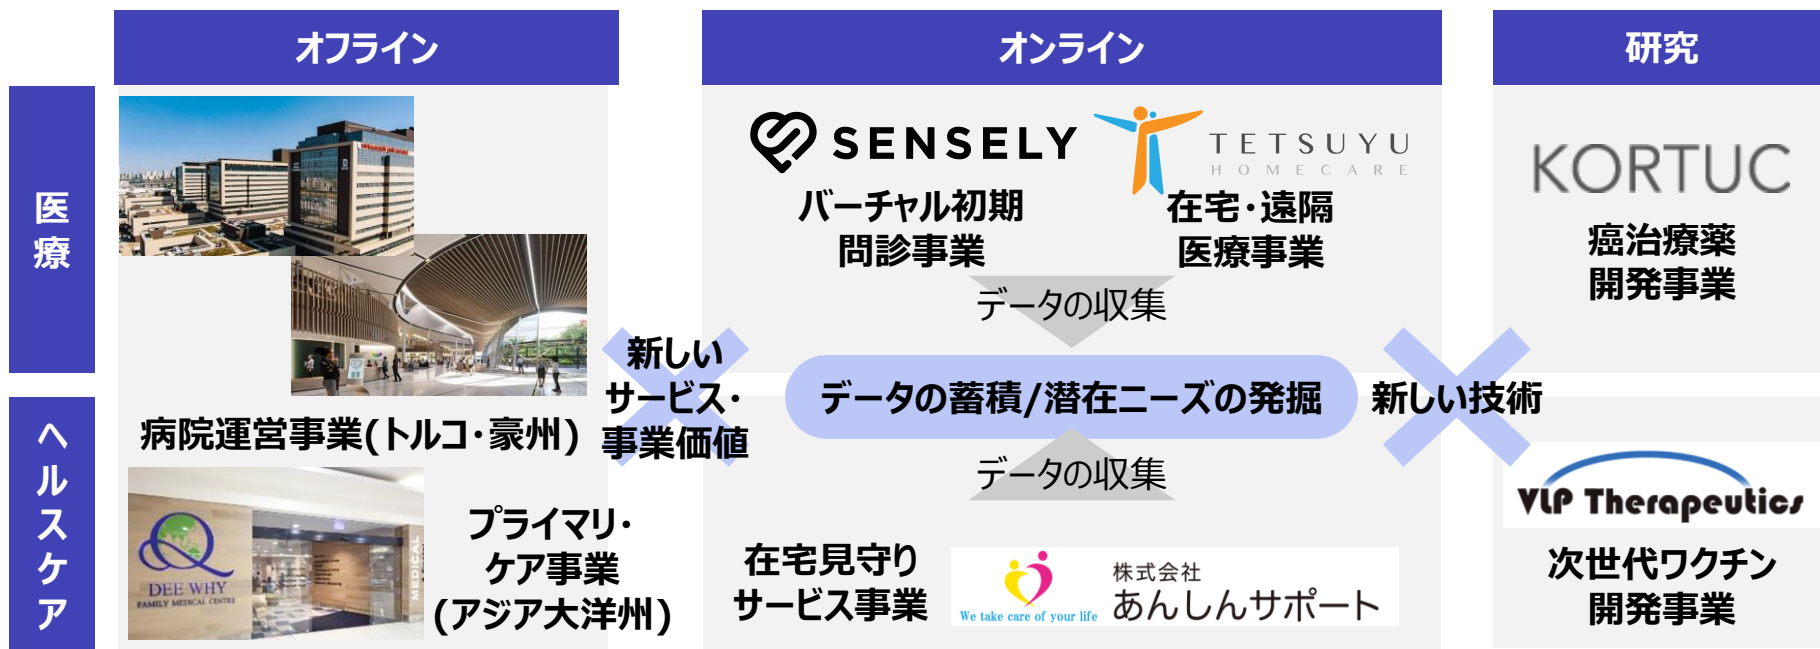 オフライン
オンライン
研究
医療
SENSELY
バーチャル初期
問診事業
TETSUYU
HOMECARE
在宅・遠隔
医療事業
KORTUC
癌治療薬
開発事業
データの収集
新しい
サービス・
事業価値
データの蓄積/潜在ニーズの発掘
新しい技術
病院運営事業(トルコ・豪州)
データの収集
ヘルスケア
DEE WHY
FAMILY MEDICAL CENTRE
MEDICAL
プライマリ・
ケア事業
(アジア大洋州)
在宅見守り
サービス事業
We take care of your life
株式会社
あんしんサポート
VLP Therapeutics
次世代ワクチン
開発事業